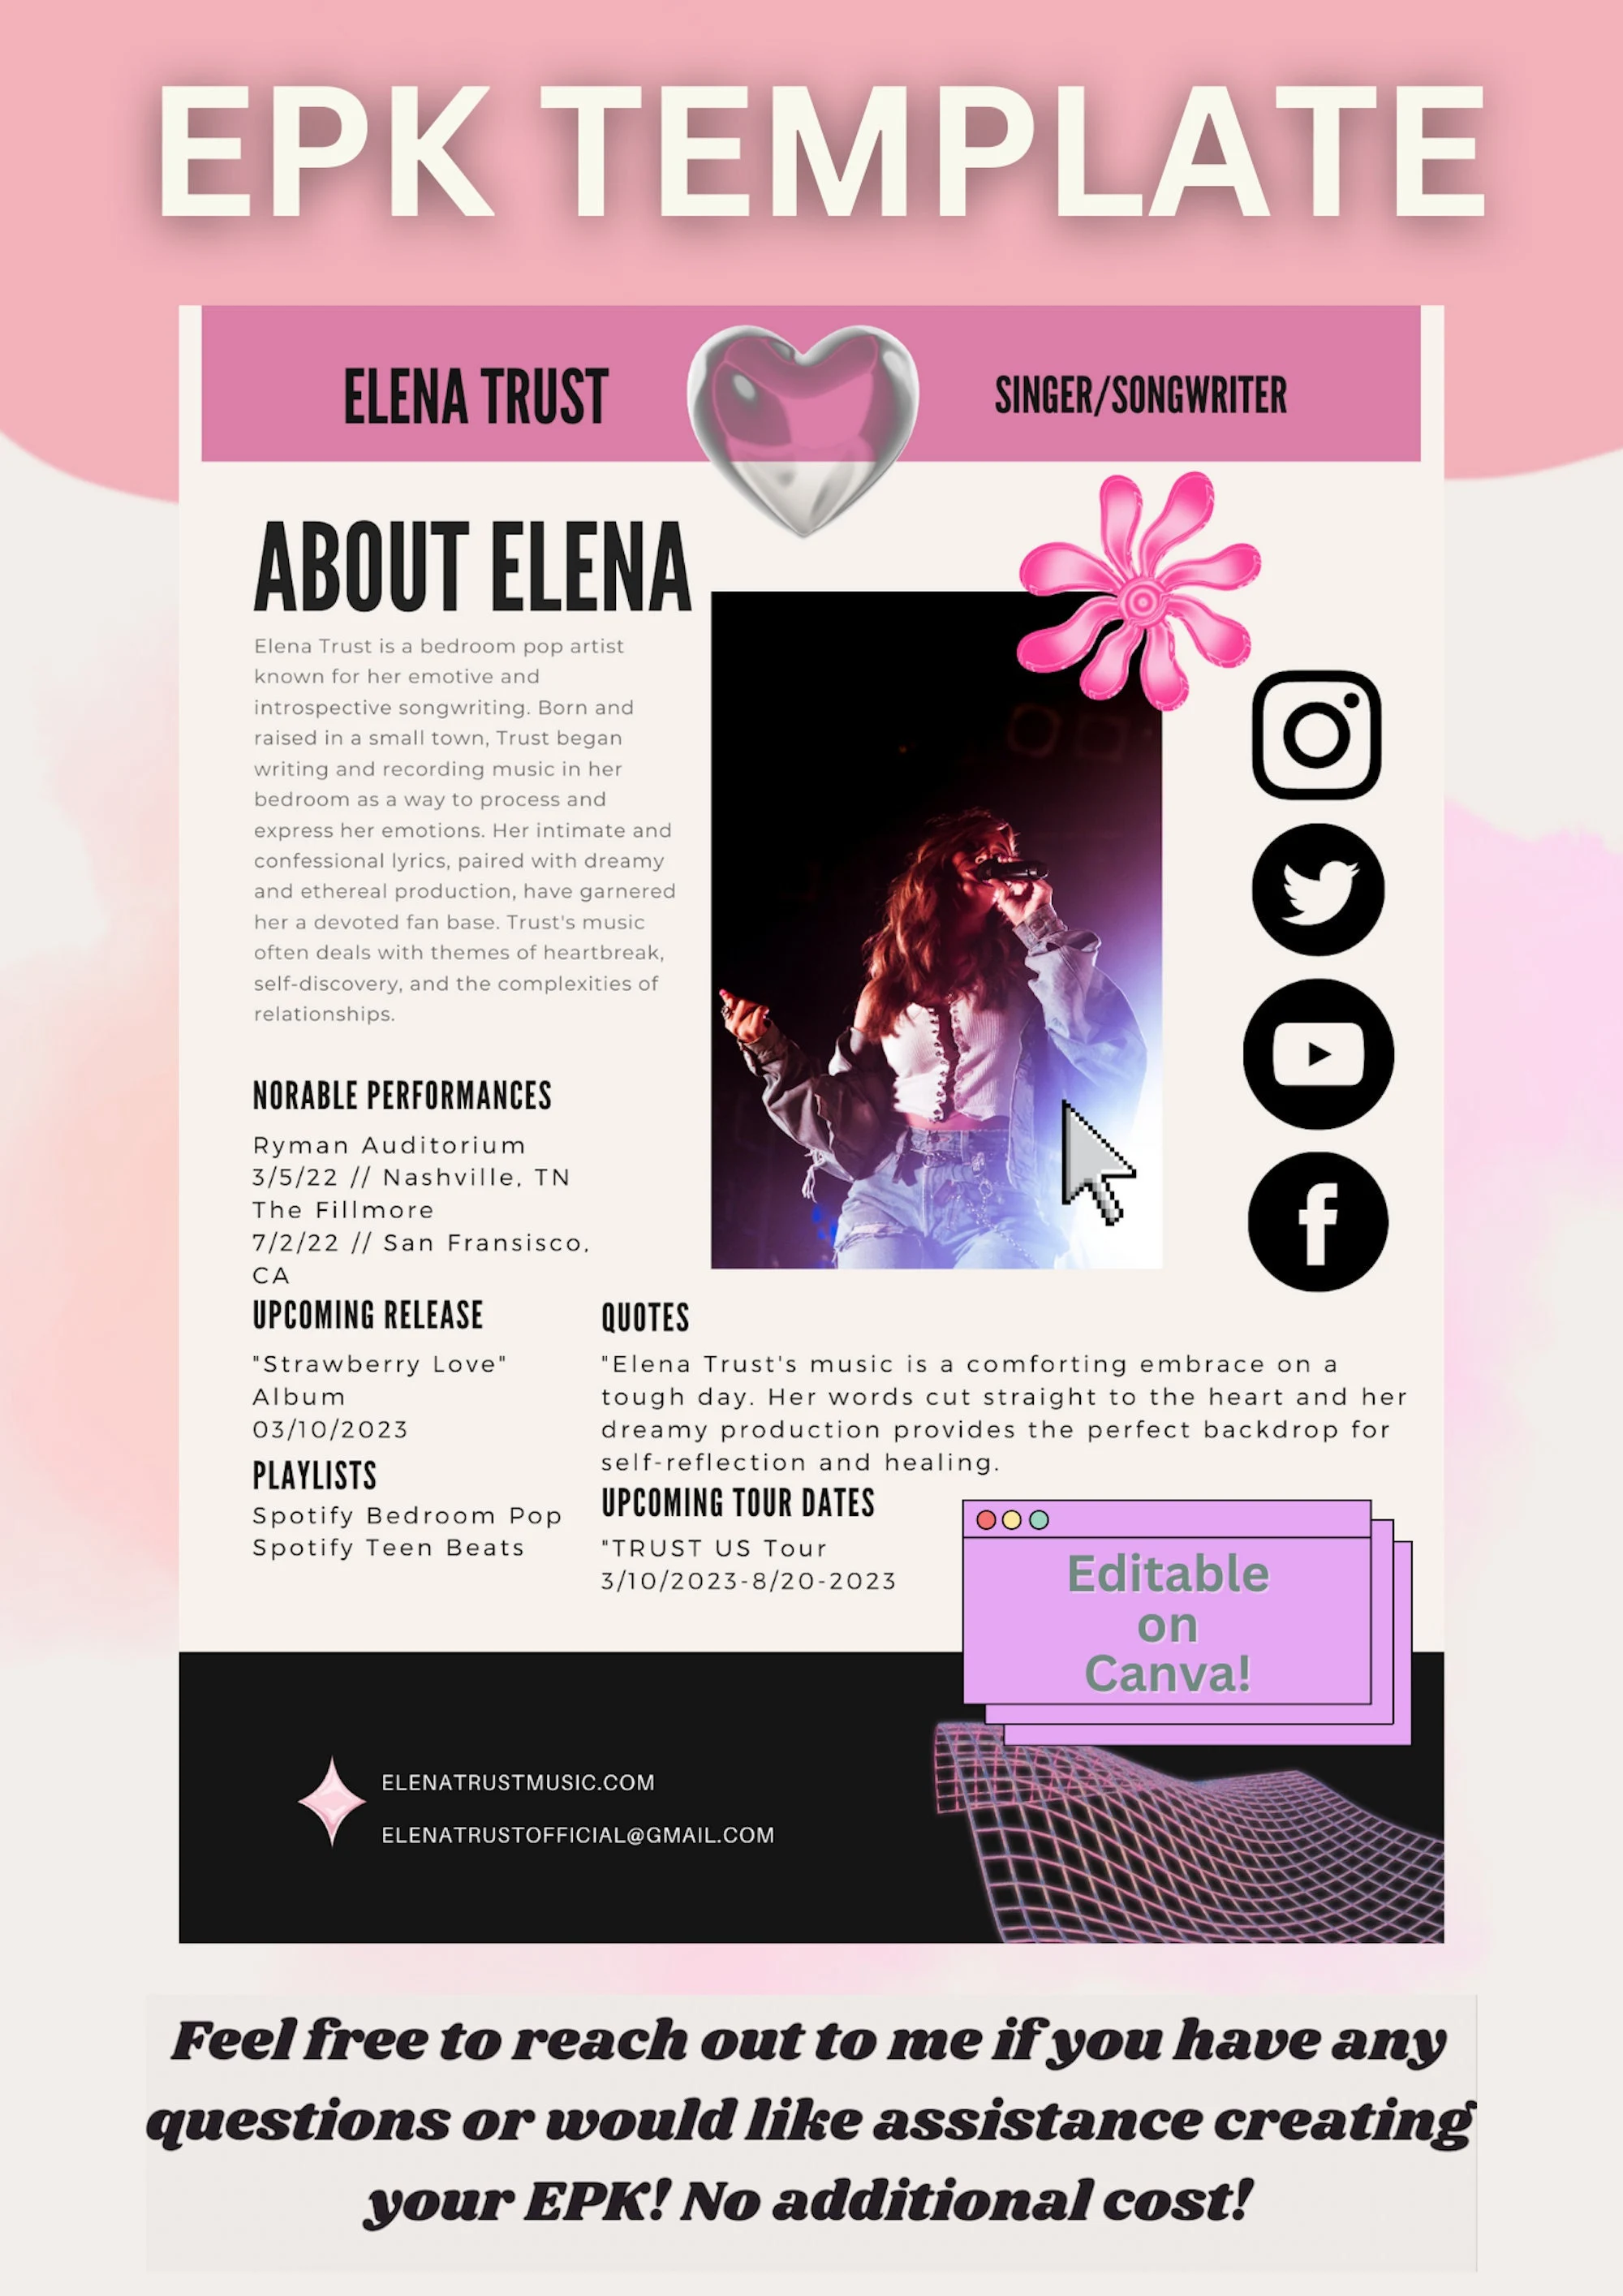 EPK TEMPLATE
ELENA TRUST
SINGER/SONGWRITER
ABOUT ELENA
Elena Trust is a bedroom pop artist
known for her emotive and
introspective songwriting. Born and
raised in a small town, Trust began
writing and recording music in her
bedroom as a way to process and
express her emotions. Her intimate and
confessional lyrics, paired with dreamy
and ethereal production, have garnered
her a devoted fan base. Trust's music
often deals with themes of heartbreak,
self-discovery, and the complexities of
relationships.
NORABLE PERFORMANCES
Ryman Auditorium
3/5/22 // Nashville, TN
The Fillmore
7/2/22 // San Fransisco,
CA
UPCOMING RELEASE
"Strawberry Love"
Album
03/10/2023
PLAYLISTS
Spotify Bedroom Pop
Spotify Teen Beats
QUOTES
"Elena Trust's music is a comforting embrace on a
tough day. Her words cut straight to the heart and her
dreamy production provides the perfect backdrop for
self-reflection and healing.
UPCOMING TOUR DATES
"TRUST US Tour
3/10/2023-8/20-2023
Editable
on
Canva!
ELENATRUSTMUSIC.COM
ELENATRUSTOFFICIAL@GMAIL.COM
Feel free to reach out to me if you have any
questions or would like assistance creating
your EPK! No additional cost!